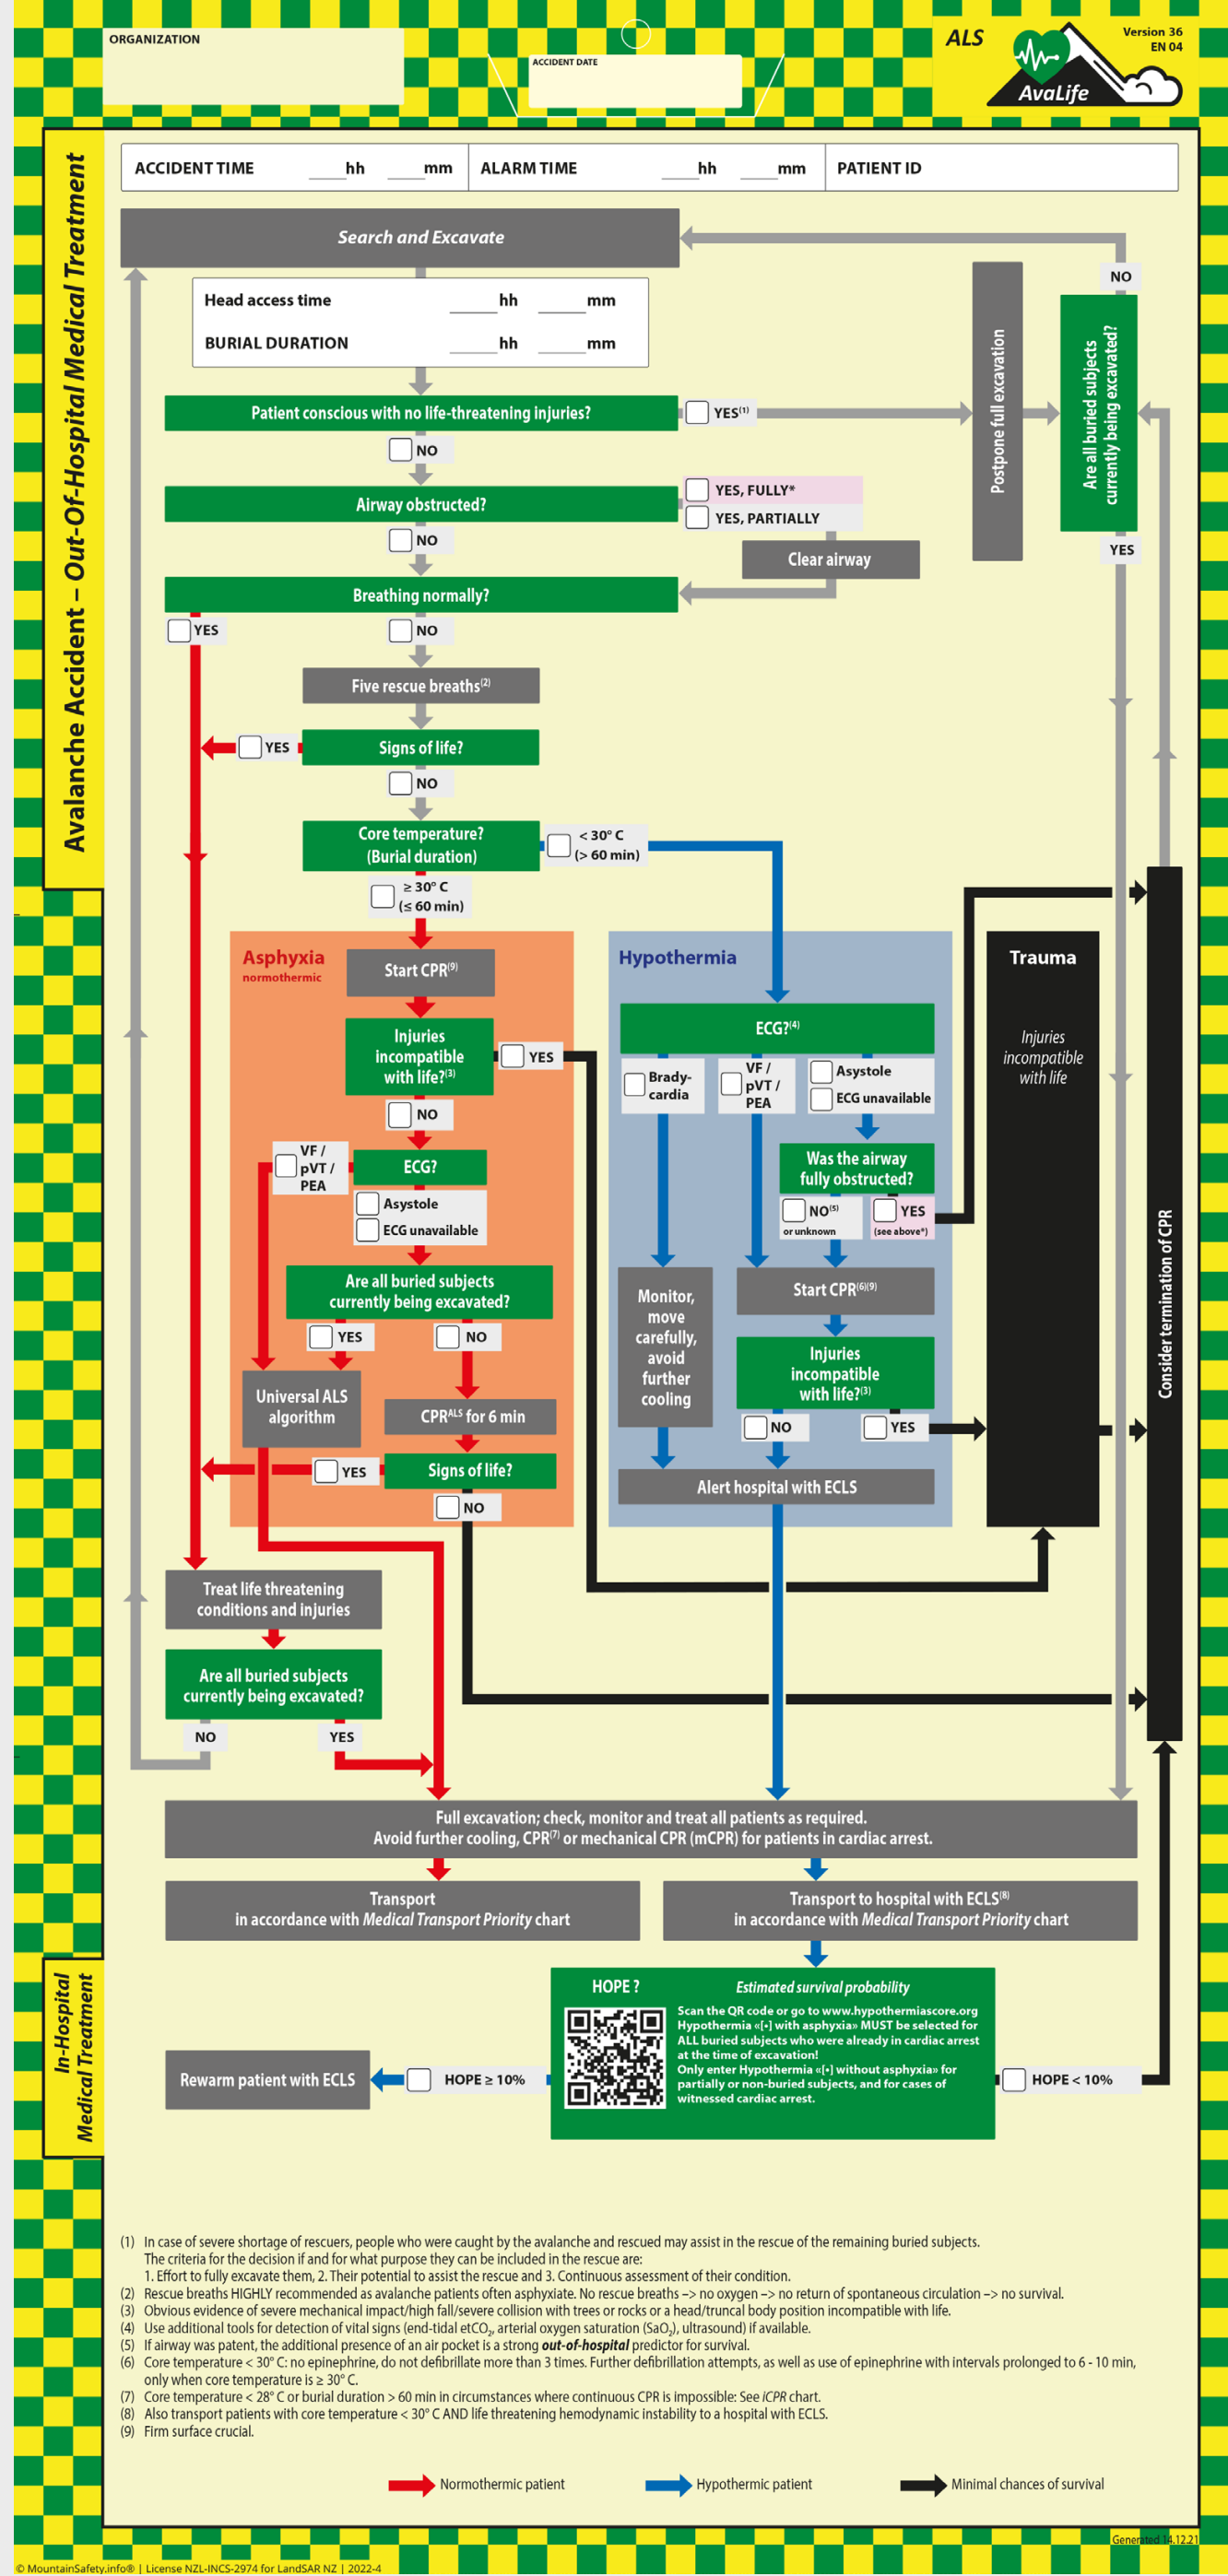 ORGANIZATION
ACCIDENT DATE
ALS
Version 36
EN 04
AvaLife
Avalanche Accident – Out-Of-Hospital Medical Treatment
ACCIDENT TIME ____hh ____mm
ALARM TIME ____hh ____mm
PATIENT ID
Search and Excavate
Head access time _____hh _____mm
BURIAL DURATION _____hh _____mm
Patient conscious with no life-threatening injuries?
YES(1)
NO
Postpone full excavation
Are all buried subjects
currently being excavated?
NO
YES
Airway obstructed?
YES, FULLY*
YES, PARTIALLY
NO
Clear airway
Breathing normally?
YES
NO
Five rescue breaths(2)
Signs of life?
YES
NO
Core temperature?
(Burial duration)
< 30° C
(> 60 min)
≥ 30° C
(≤ 60 min)
Asphyxia
normothermic
Start CPR(9)
Injuries
incompatible
with life?(3)
YES
NO
ECG?
VF /
pVT /
PEA
Asystole
ECG unavailable
Are all buried subjects
currently being excavated?
YES
NO
Universal ALS
algorithm
CPRALS for 6 min
Signs of life?
YES
NO
Hypothermia
ECG?(4)
Brady-
cardia
VF /
pVT /
PEA
Asystole
ECG unavailable
Was the airway
fully obstructed?
NO(5)
or unknown
YES
(see above*)
Monitor,
move
carefully,
avoid
further
cooling
Start CPR(6)(9)
Injuries
incompatible
with life?(3)
NO
YES
Alert hospital with ECLS
Trauma
Injuries
incompatible
with life
Consider termination of CPR
Treat life threatening
conditions and injuries
Are all buried subjects
currently being excavated?
NO
YES
Full excavation; check, monitor and treat all patients as required.
Avoid further cooling, CPR(7) or mechanical CPR (mCPR) for patients in cardiac arrest.
Transport
in accordance with Medical Transport Priority chart
Transport to hospital with ECLS(8)
in accordance with Medical Transport Priority chart
In-Hospital
Medical Treatment
HOPE ?
Estimated survival probability
Scan the QR code or go to www.hypothermiascore.org
Hypothermia «[•] with asphyxia» MUST be selected for
ALL buried subjects who were already in cardiac arrest
at the time of excavation!
Only enter Hypothermia «[•] without asphyxia» for
partially or non-buried subjects, and for cases of
witnessed cardiac arrest.
Rewarm patient with ECLS
HOPE ≥ 10%
HOPE < 10%
(1) In case of severe shortage of rescuers, people who were caught by the avalanche and rescued may assist in the rescue of the remaining buried subjects.
The criteria for the decision if and for what purpose they can be included in the rescue are:
1. Effort to fully excavate them, 2. Their potential to assist the rescue and 3. Continuous assessment of their condition.
(2) Rescue breaths HIGHLY recommended as avalanche patients often asphyxiate. No rescue breaths –> no oxygen –> no return of spontaneous circulation –> no survival.
(3) Obvious evidence of severe mechanical impact/high fall/severe collision with trees or rocks or a head/truncal body position incompatible with life.
(4) Use additional tools for detection of vital signs (end-tidal etCO2, arterial oxygen saturation (SaO2), ultrasound) if available.
(5) If airway was patent, the additional presence of an air pocket is a strong out-of-hospital predictor for survival.
(6) Core temperature < 30° C: no epinephrine, do not defibrillate more than 3 times. Further defibrillation attempts, as well as use of epinephrine with intervals prolonged to 6 - 10 min,
only when core temperature is ≥ 30° C.
(7) Core temperature < 28° C or burial duration > 60 min in circumstances where continuous CPR is impossible: See iCPR chart.
(8) Also transport patients with core temperature < 30° C AND life threatening hemodynamic instability to a hospital with ECLS.
(9) Firm surface crucial.
Normothermic patient
Hypothermic patient
Minimal chances of survival
Generated 14.12.21
© MountainSafety.info® | License NZL-INCS-2974 for LandSAR NZ | 2022-4